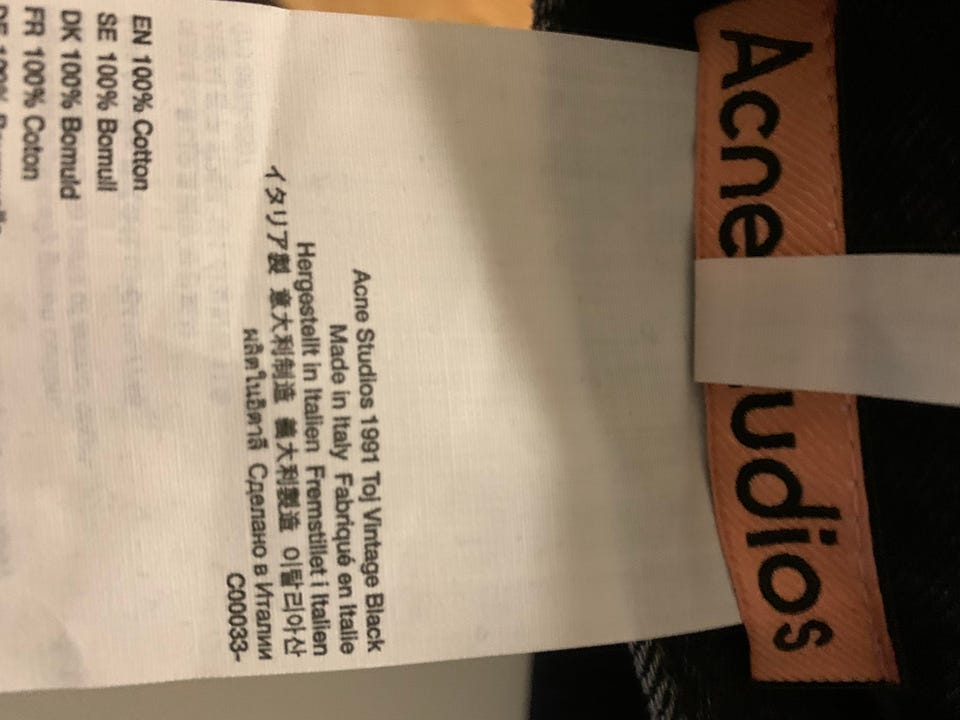 Acne udios
Acne Studios 1991 Toj Vintage Black
Made in Italy Fabriqué en Italie
Hergestellt in Italien Fremstillet i Italien
イタリア製 意大利制造 義大利製造 이탈리아산
ผลิตในอิตาลี Сделано в Италии
C00033-
EN 100% Cotton
SE 100% Bomull
DK 100% Bomuld
FR 100% Coton
DE 100%